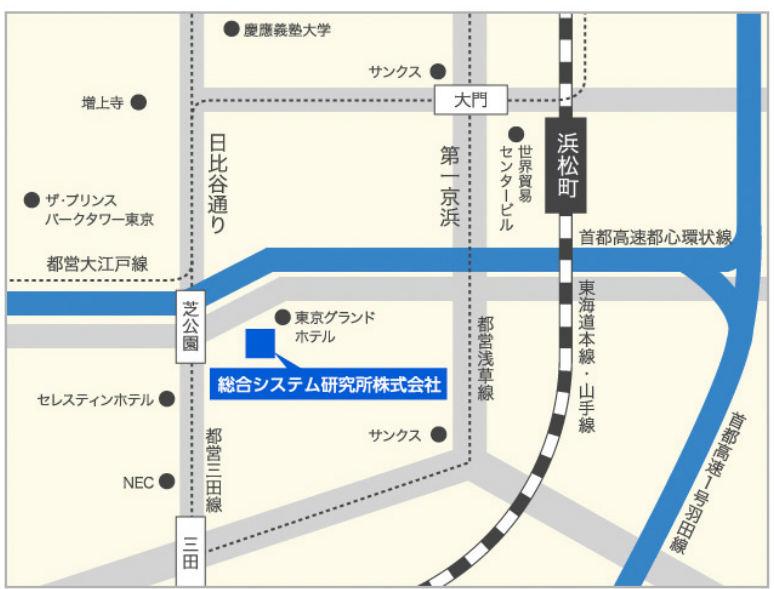 慶應義塾大学
サンクス
大門
増上寺
日比谷通り
第一京浜
世界貿易
センタービル
浜松町
ザ・プリンス
パークタワー東京
首都高速都心環状線
都営大江戸線
芝公園
東京グランド
ホテル
都営浅草線
東海道本線・山手線
総合システム研究所株式会社
セレスティンホテル
都営三田線
サンクス
首都高速1号羽田線
NEC
三田